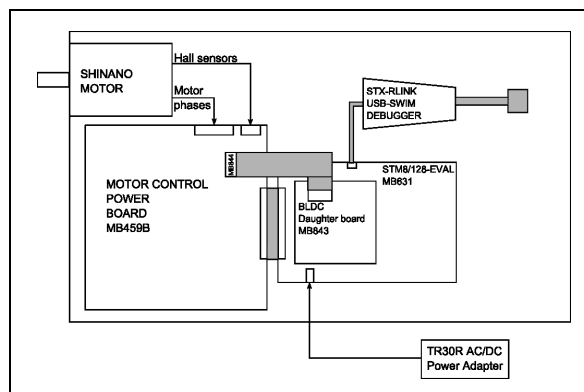 SHINANO
MOTOR
Hall sensors
Motor
phases
STX-RLINK
USB-SWIM
DEBUGGER
MB844
STM8/128-EVAL
MB631
MOTOR CONTROL
POWER
BOARD
MB459B
BLDC
Daughter board
MB843
TR30R AC/DC
Power Adapter